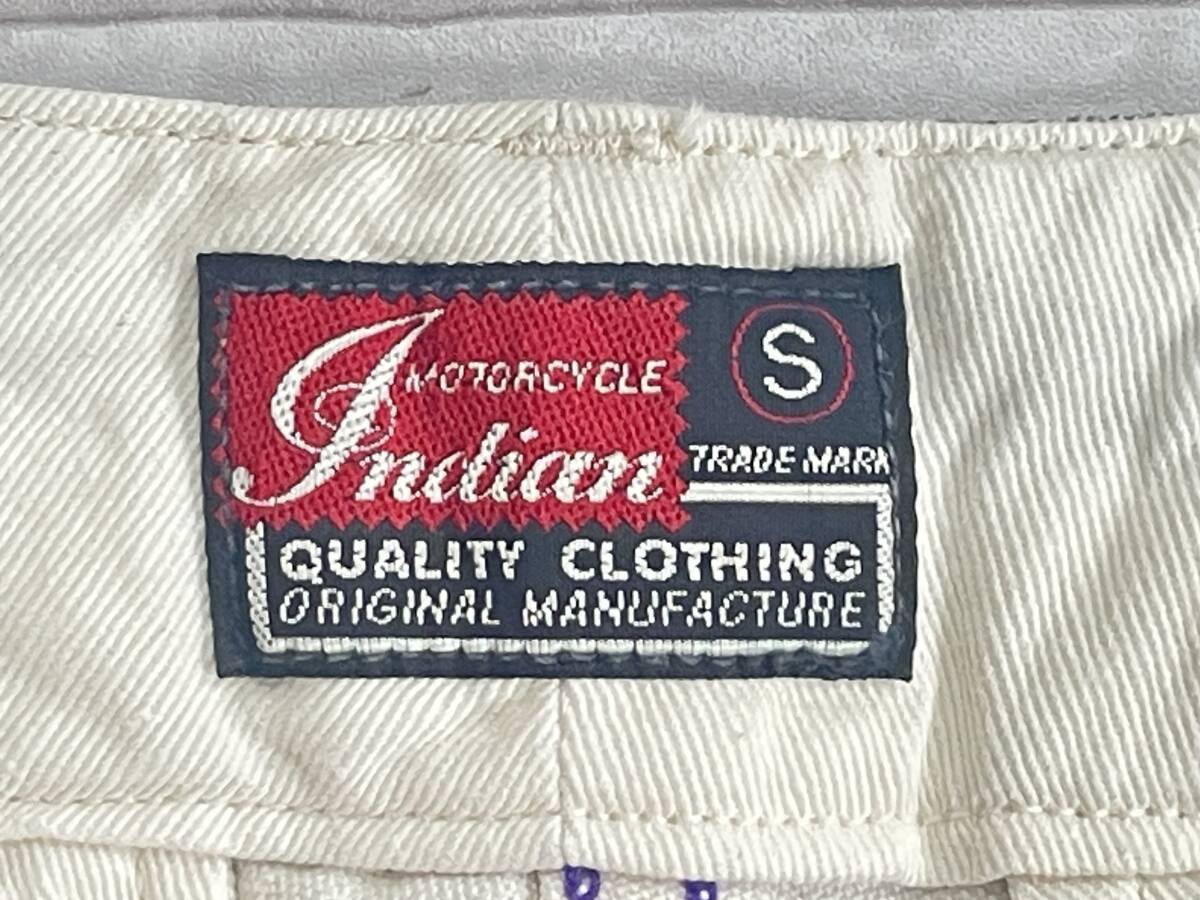 MOTORCYCLE
Indian
S
TRADE MARK
QUALITY CLOTHING
ORIGINAL MANUFACTURE